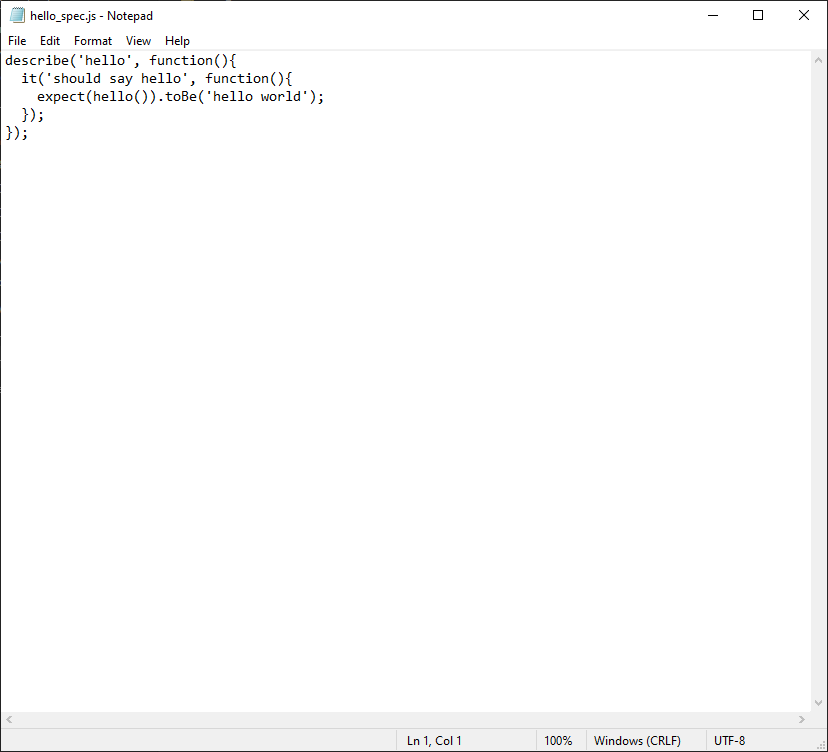 hello_spec.js - Notepad
File Edit Format View Help
describe('hello', function(){
  it('should say hello', function(){
    expect(hello()).toBe('hello world');
  });
});
Ln 1, Col 1 100% Windows (CRLF) UTF-8